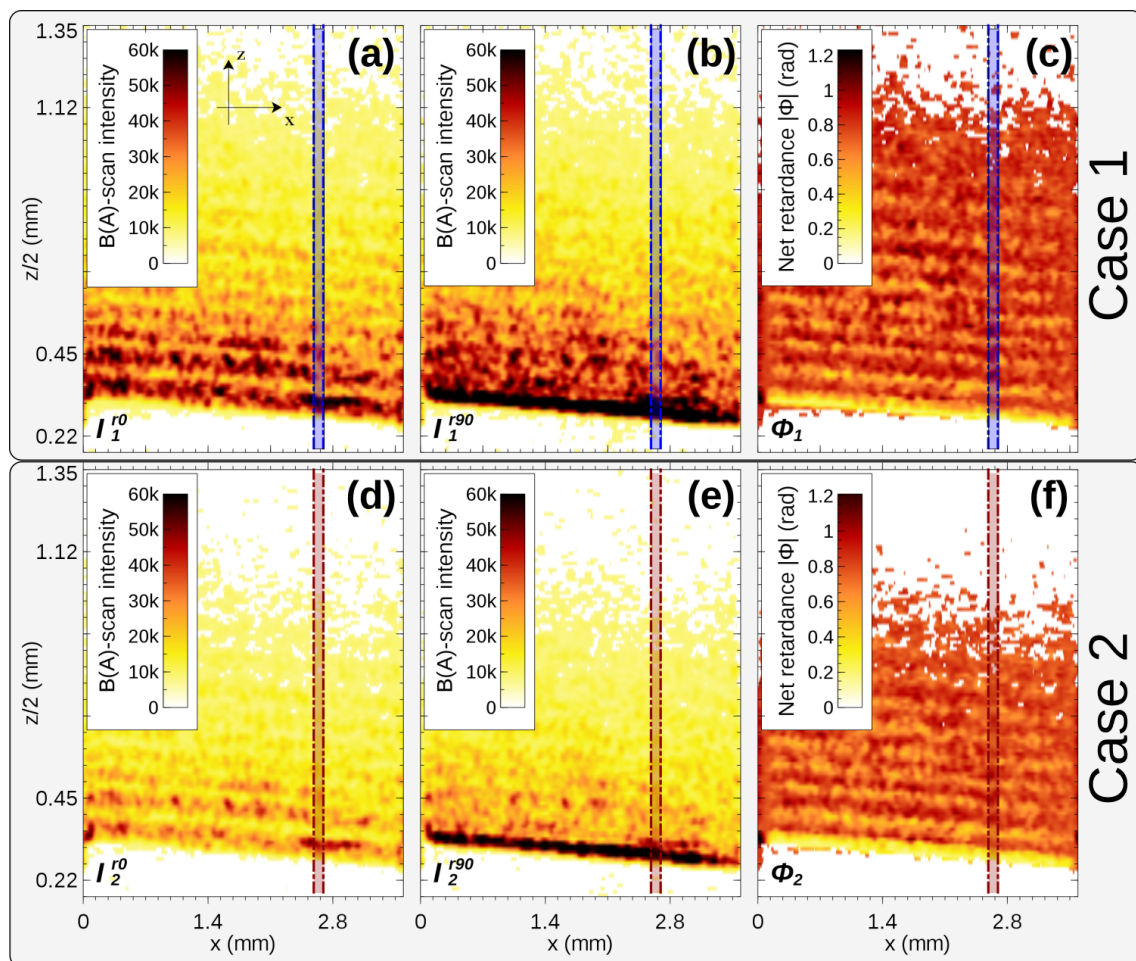 1.35
1.12
0.45
0.22
z/2 (mm)
B(A)-scan intensity
60k
50k
40k
30k
20k
10k
0
z
x
(a)
I₁ʳ⁰
B(A)-scan intensity
60k
50k
40k
30k
20k
10k
0
(b)
I₁ʳ⁹⁰
Net retardance |Φ| (rad)
1.2
1
0.8
0.6
0.4
0.2
0
(c)
Φ₁
Case 1
1.35
1.12
0.45
0.22
z/2 (mm)
B(A)-scan intensity
60k
50k
40k
30k
20k
10k
0
(d)
I₂ʳ⁰
B(A)-scan intensity
60k
50k
40k
30k
20k
10k
0
(e)
I₂ʳ⁹⁰
Net retardance |Φ| (rad)
1.2
1
0.8
0.6
0.4
0.2
0
(f)
Φ₂
Case 2
0 1.4 2.8
x (mm)
0 1.4 2.8
x (mm)
0 1.4 2.8
x (mm)